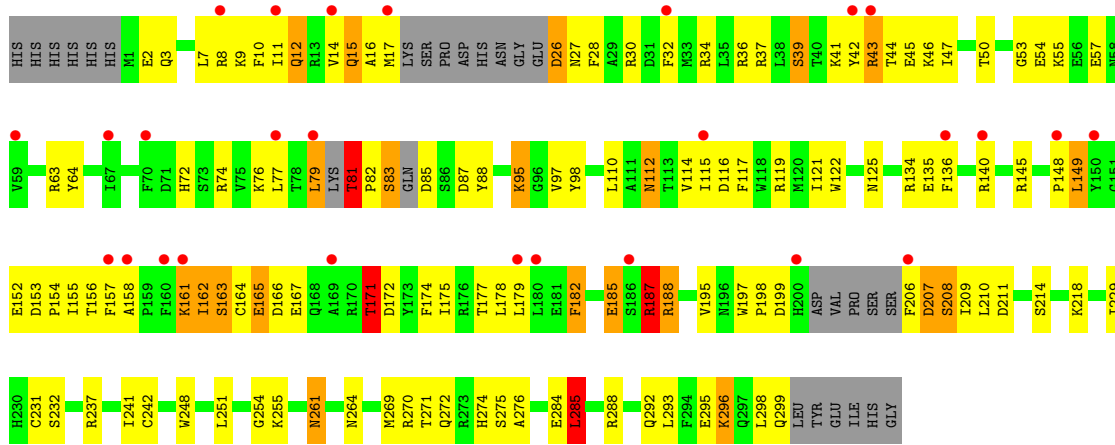 HIS HIS HIS HIS HIS HIS M1 E2 Q3 L7 R8 K9 F10 I11 Q12 R13 V14 Q15 A16 M17 LYS SER PRO ASP HIS ASN GLY GLU D26 N27 F28 A29 R30 D31 F32 M33 R34 L35 R36 R37 L38 S39 T40 K41 Y42 R43 T44 E45 K46 I47 T50 G53 E54 K55 E56 E57 N58
V59 R63 Y64 I67 F70 D71 H72 S73 R74 V75 K76 L77 T78 L79 LYS T81 P82 S83 GLN D85 S86 D87 Y88 K95 G96 V97 Y98 L110 A111 N112 T113 V114 I115 D116 F117 W118 R119 M120 I121 W122 N125 R134 E135 F136 R140 R145 P148 L149 Y150 G151
E152 D153 P154 I155 T156 F157 A158 P159 F160 K161 I162 S163 C164 E165 D166 E167 Q168 A169 R170 T171 D172 Y173 F174 I175 R176 T177 L178 L179 L180 E181 F182 E185 S186 R187 R188 V195 N196 W197 P198 D199 H200 ASP VAL PRO SER SER F206 D207 S208 I209 L210 D211 S214 K218 I229
H230 C231 S232 R237 I241 C242 W248 L251 G254 K255 N261 N264 M269 R270 T271 Q272 R273 H274 S275 A276 E284 L285 R288 Q292 L293 F294 E295 K296 Q297 L298 Q299 LEU TYR GLU ILE HIS GLY